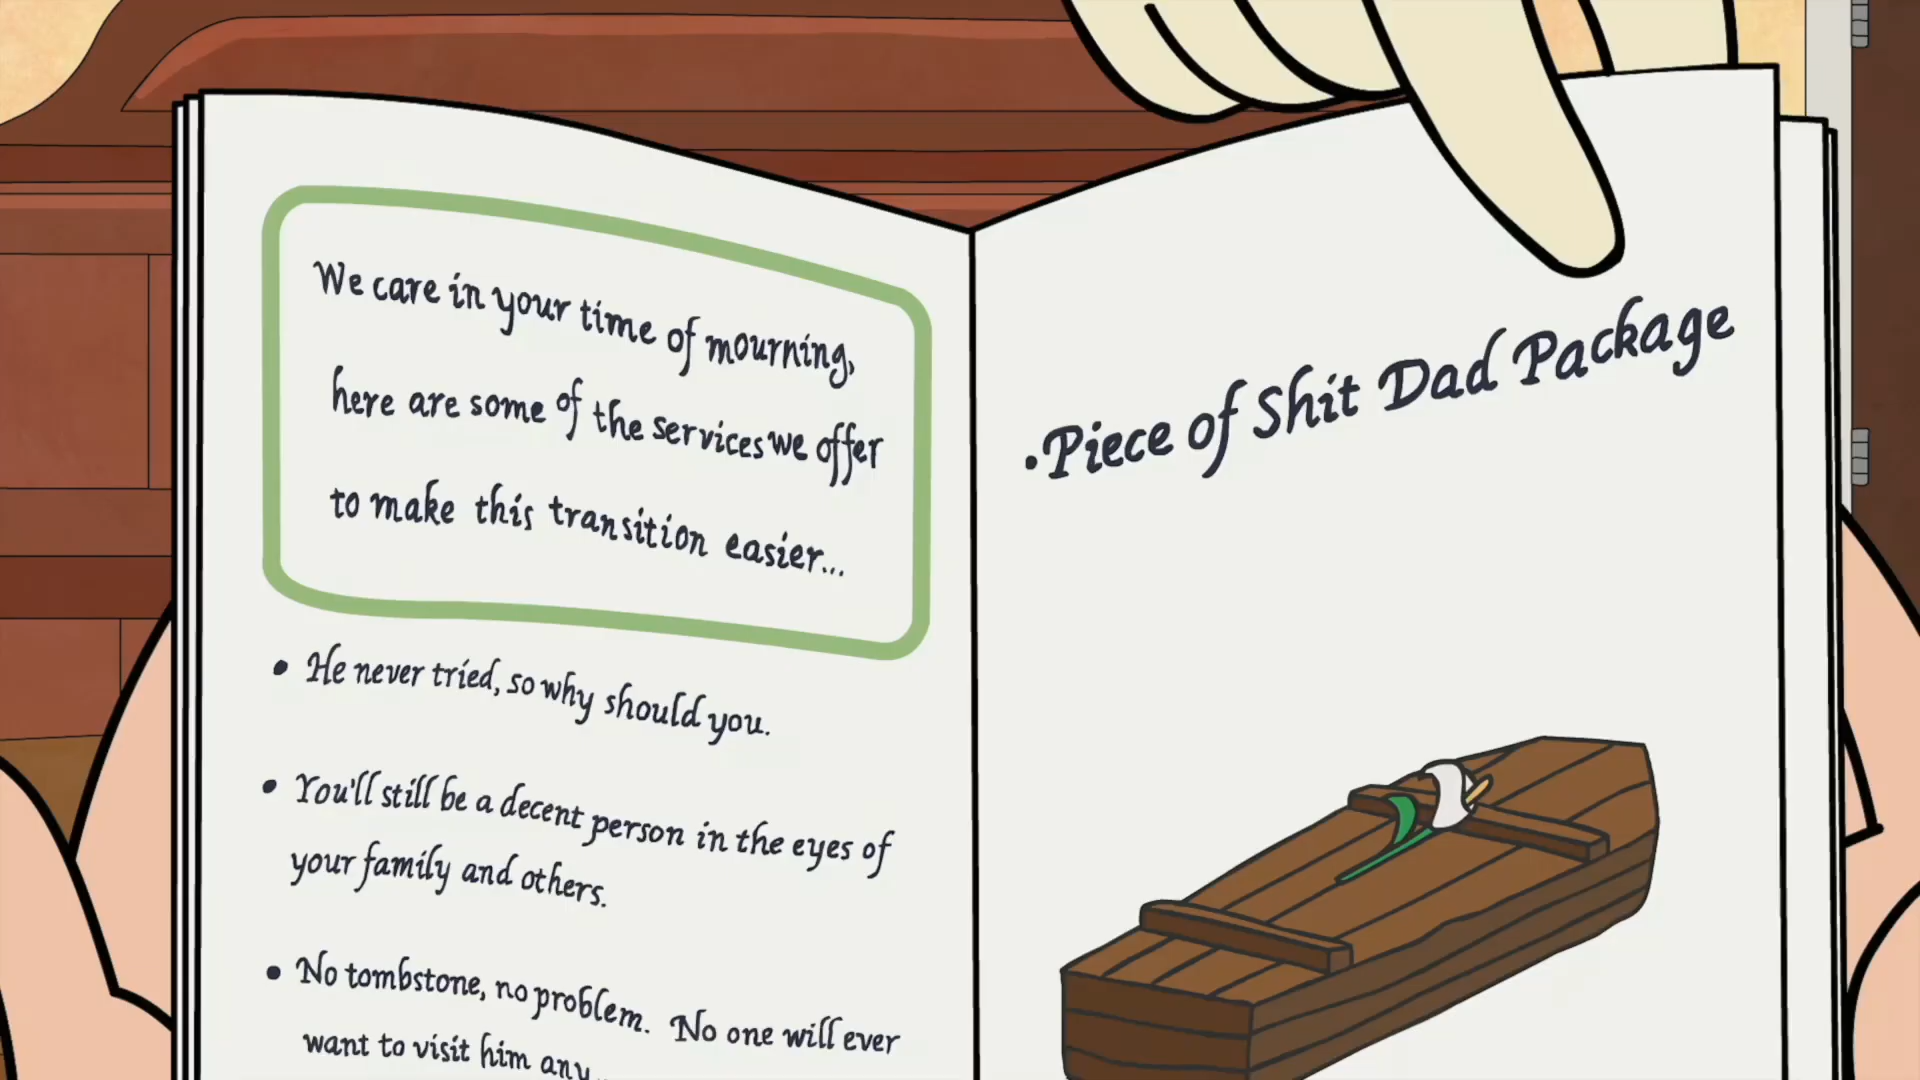 We care in your time of mourning,
here are some of the services we offer
to make this transition easier...
• He never tried, so why should you.
• You'll still be a decent person in the eyes of
your family and others.
• No tombstone, no problem. No one will ever
want to visit him
•Piece of Shit Dad Package